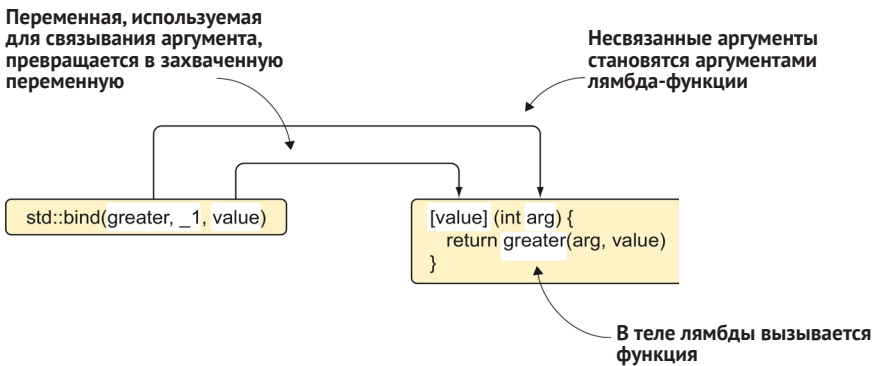 Переменная, используемая
для связывания аргумента,
превращается в захваченную
переменную
Несвязанные аргументы
становятся аргументами
лямбда-функции
std::bind(greater, _1, value)
[value] (int arg) {
return greater(arg, value)
}
В теле лямбды вызывается
функция